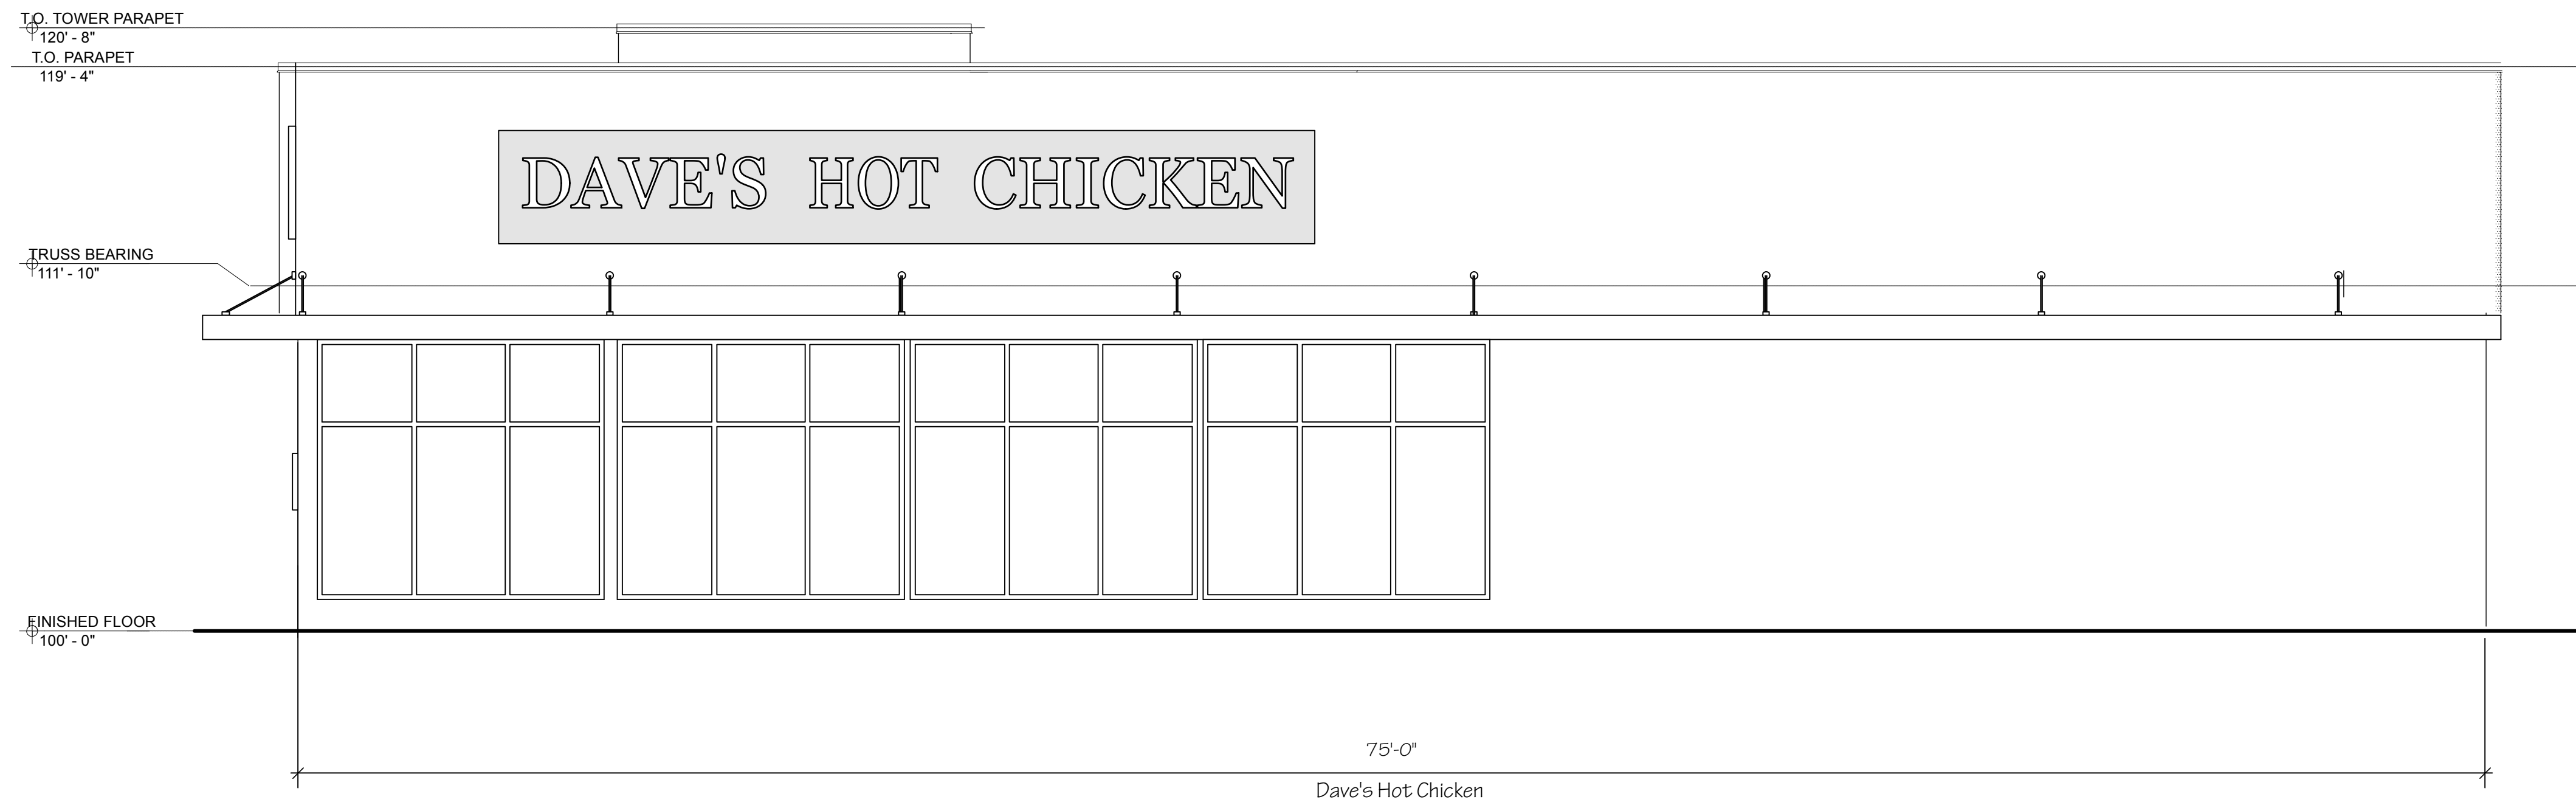 T.O. TOWER PARAPET
120' - 8"
T.O. PARAPET
119' - 4"
DAVE'S HOT CHICKEN
TRUSS BEARING
111' - 10"
FINISHED FLOOR
100' - 0"
75'-0"
Dave's Hot Chicken